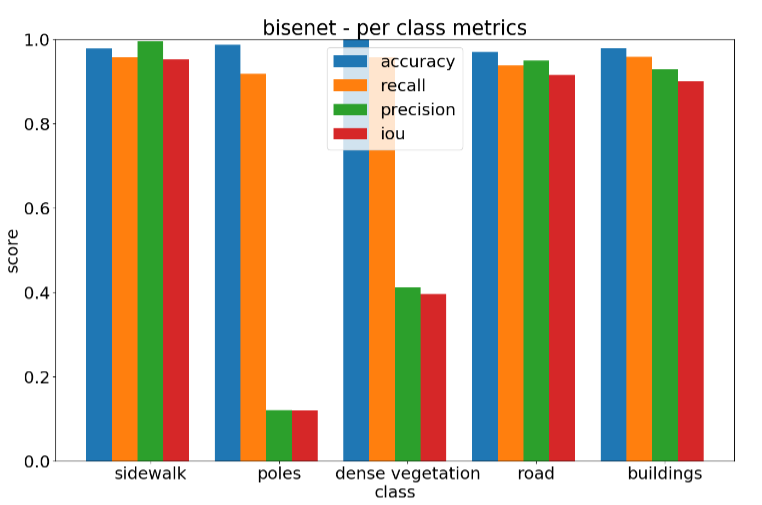 bisenet - per class metrics
1.0
0.8
0.6
0.4
0.2
0.0
score
accuracy
recall
precision
iou
sidewalk poles dense vegetation road buildings
class